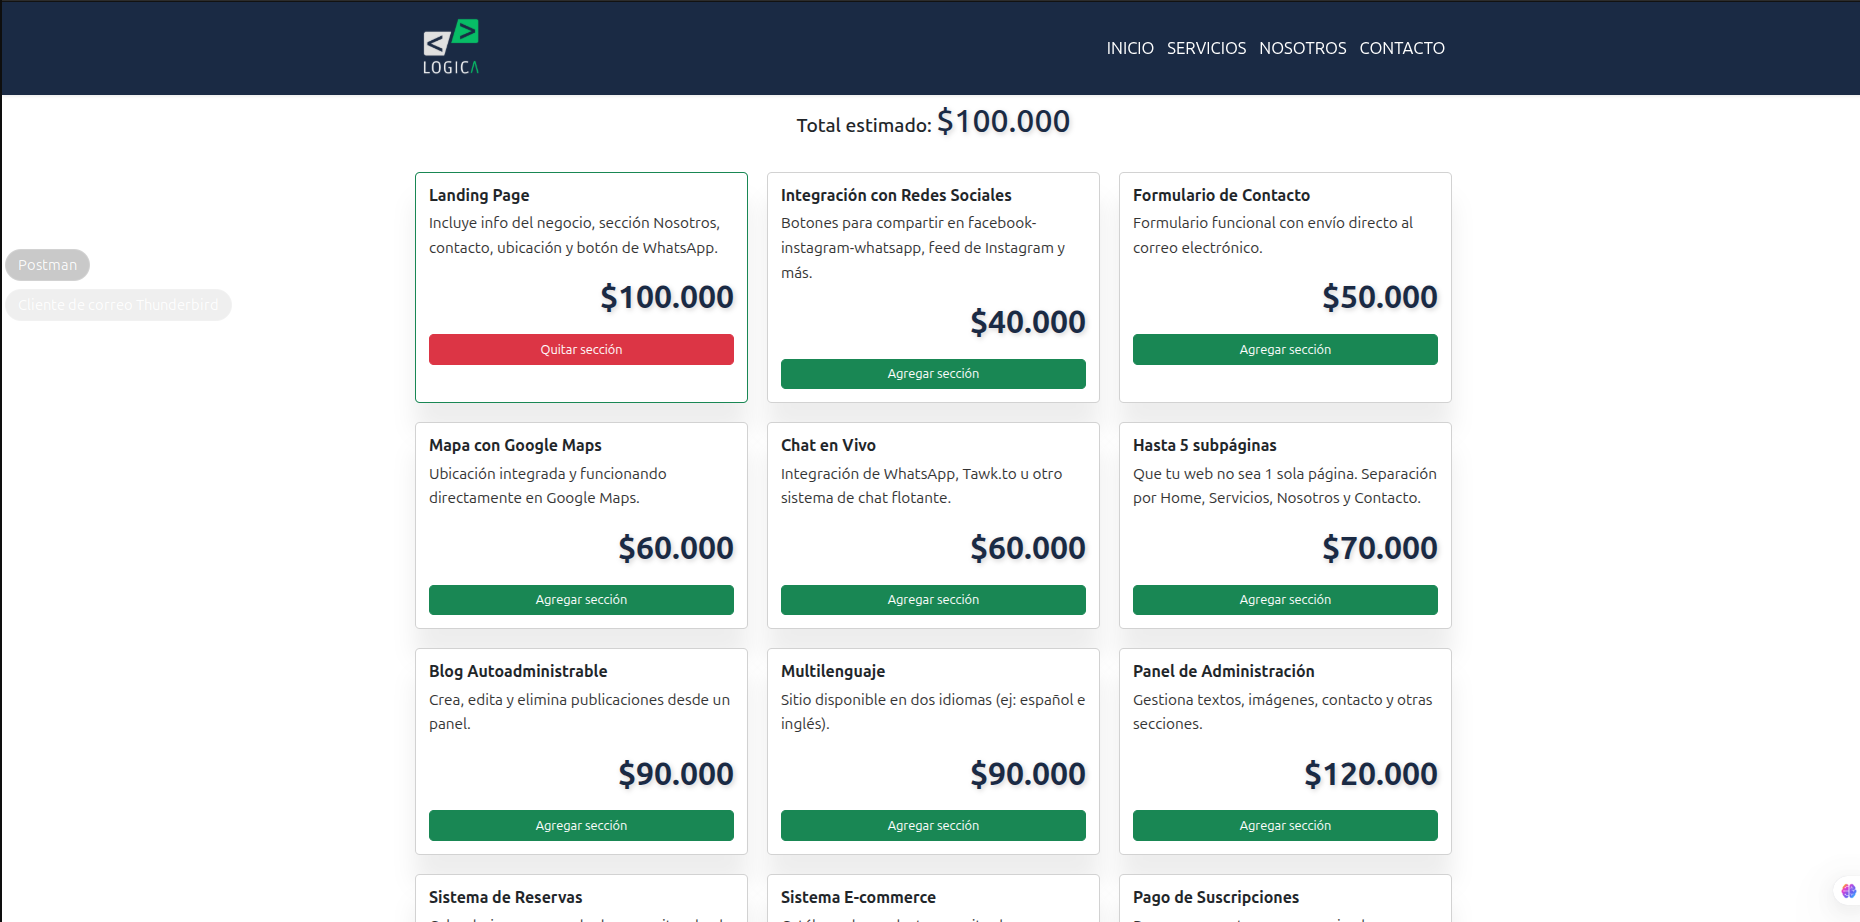 < >
LOGICA
INICIO SERVICIOS NOSOTROS CONTACTO
Total estimado: $100.000
Postman
Cliente de correo Thunderbird
Landing Page
Incluye info del negocio, sección Nosotros,
contacto, ubicación y botón de WhatsApp.
$100.000
Quitar sección
Integración con Redes Sociales
Botones para compartir en facebook-
instagram-whatsapp, feed de Instagram y
más.
$40.000
Agregar sección
Formulario de Contacto
Formulario funcional con envío directo al
correo electrónico.
$50.000
Agregar sección
Mapa con Google Maps
Ubicación integrada y funcionando
directamente en Google Maps.
$60.000
Agregar sección
Chat en Vivo
Integración de WhatsApp, Tawk.to u otro
sistema de chat flotante.
$60.000
Agregar sección
Hasta 5 subpáginas
Que tu web no sea 1 sola página. Separación
por Home, Servicios, Nosotros y Contacto.
$70.000
Agregar sección
Blog Autoadministrable
Crea, edita y elimina publicaciones desde un
panel.
$90.000
Agregar sección
Multilenguaje
Sitio disponible en dos idiomas (ej: español e
inglés).
$90.000
Agregar sección
Panel de Administración
Gestiona textos, imágenes, contacto y otras
secciones.
$120.000
Agregar sección
Sistema de Reservas
Sistema E-commerce
Pago de Suscripciones